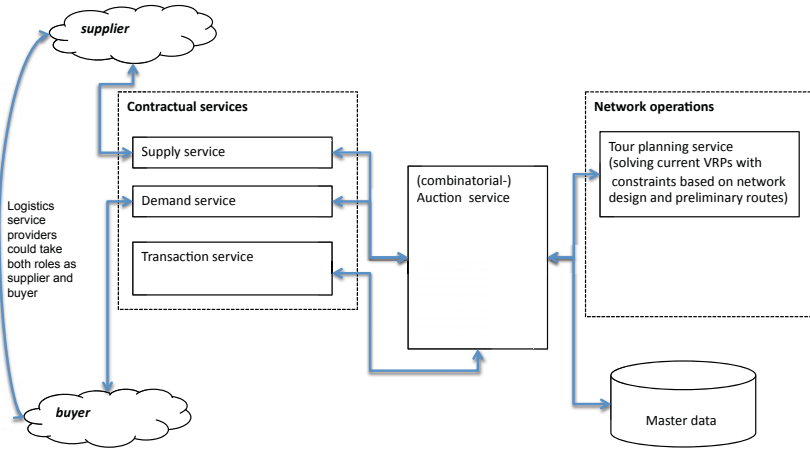 supplier
Contractual services
Supply service
Demand service
Transaction service
Logistics
service
providers
could take
both roles as
supplier and
buyer
buyer
(combinatorial-)
Auction service
Network operations
Tour planning service
(solving current VRPs with
constraints based on network
design and preliminary routes)
Master data